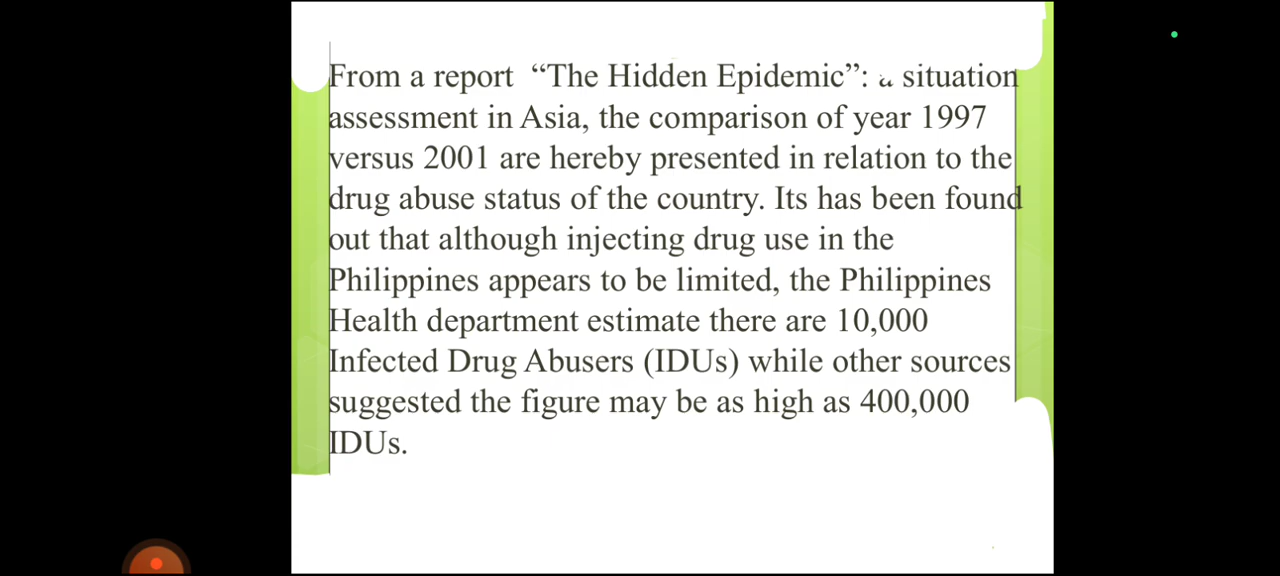 From a report “The Hidden Epidemic”: a situation
assessment in Asia, the comparison of year 1997
versus 2001 are hereby presented in relation to the
drug abuse status of the country. Its has been found
out that although injecting drug use in the
Philippines appears to be limited, the Philippines
Health department estimate there are 10,000
Infected Drug Abusers (IDUs) while other sources
suggested the figure may be as high as 400,000
IDUs.